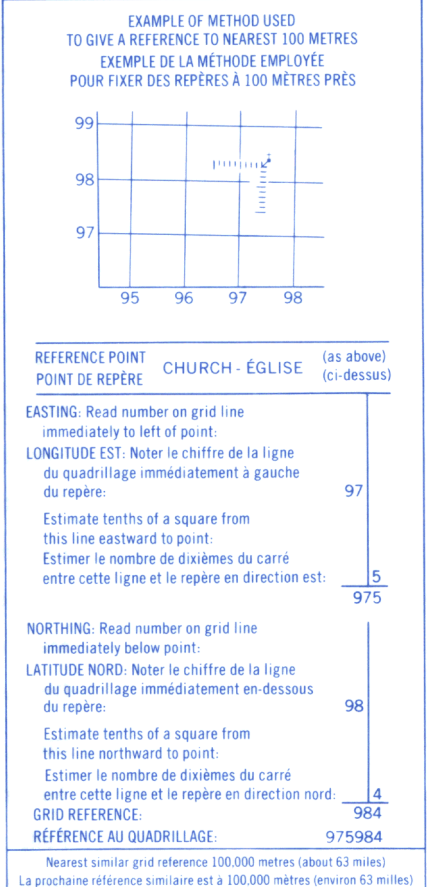 EXAMPLE OF METHOD USED
TO GIVE A REFERENCE TO NEAREST 100 METRES
EXEMPLE DE LA MÉTHODE EMPLOYÉE
POUR FIXER DES REPÈRES À 100 MÈTRES PRÈS
99
98
97
95 96 97 98
REFERENCE POINT
POINT DE REPÈRE
CHURCH - ÉGLISE
(as above)
(ci-dessus)
EASTING: Read number on grid line
immediately to left of point:
LONGITUDE EST: Noter le chiffre de la ligne
du quadrillage immédiatement à gauche
du repère: 97
Estimate tenths of a square from
this line eastward to point:
Estimer le nombre de dixièmes du carré
entre cette ligne et le repère en direction est: 5
975
NORTHING: Read number on grid line
immediately below point:
LATITUDE NORD: Noter le chiffre de la ligne
du quadrillage immédiatement en-dessous
du repère: 98
Estimate tenths of a square from
this line northward to point:
Estimer le nombre de dixièmes du carré
entre cette ligne et le repère en direction nord: 4
GRID REFERENCE: 984
RÉFÉRENCE AU QUADRILLAGE: 975984
Nearest similar grid reference 100,000 metres (about 63 miles)
La prochaine référence similaire est à 100,000 mètres (environ 63 milles)